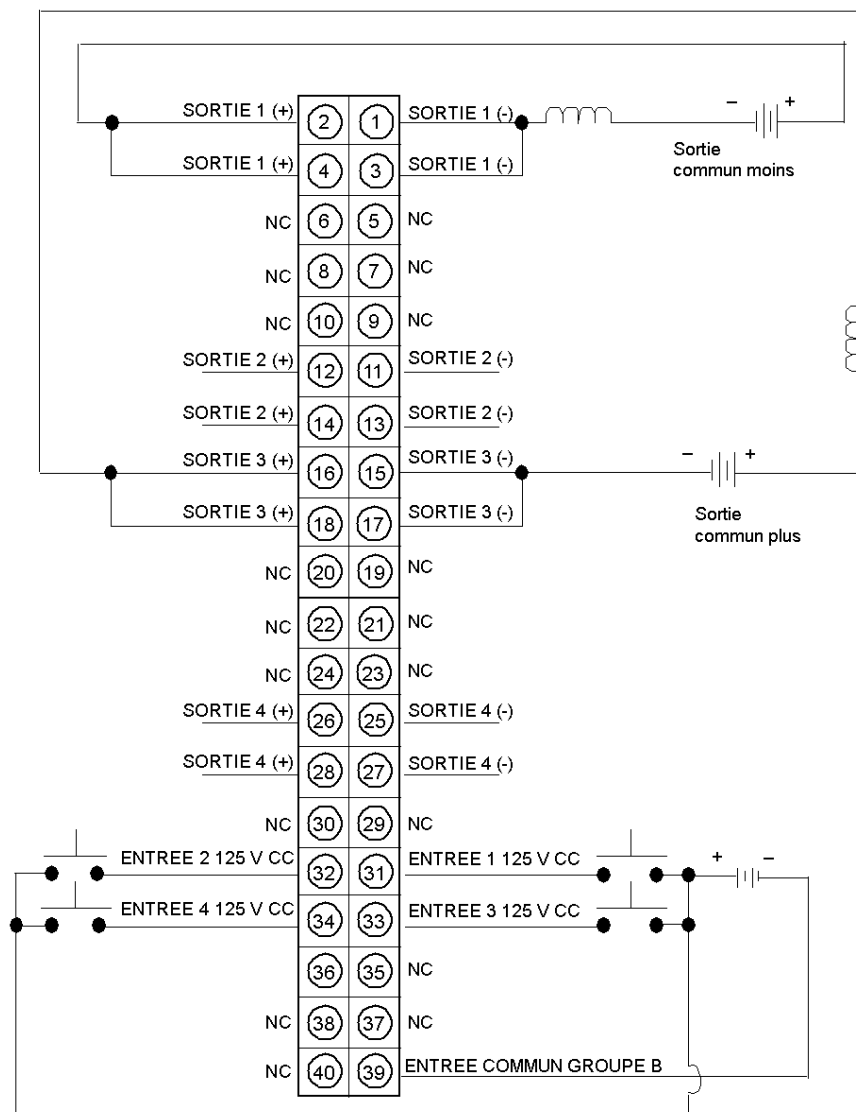 SORTIE 1 (+) 2 1 SORTIE 1 (-) − +
Sortie
commun moins
SORTIE 1 (+) 4 3 SORTIE 1 (-)
NC 6 5 NC
NC 8 7 NC
NC 10 9 NC
SORTIE 2 (+) 12 11 SORTIE 2 (-)
SORTIE 2 (+) 14 13 SORTIE 2 (-)
SORTIE 3 (+) 16 15 SORTIE 3 (-) − +
Sortie
commun plus
SORTIE 3 (+) 18 17 SORTIE 3 (-)
NC 20 19 NC
NC 22 21 NC
NC 24 23 NC
SORTIE 4 (+) 26 25 SORTIE 4 (-)
SORTIE 4 (+) 28 27 SORTIE 4 (-)
NC 30 29 NC
ENTREE 2 125 V CC 32 31 ENTREE 1 125 V CC + −
ENTREE 4 125 V CC 34 33 ENTREE 3 125 V CC
36 35 NC
NC 38 37 NC
NC 40 39 ENTREE COMMUN GROUPE B